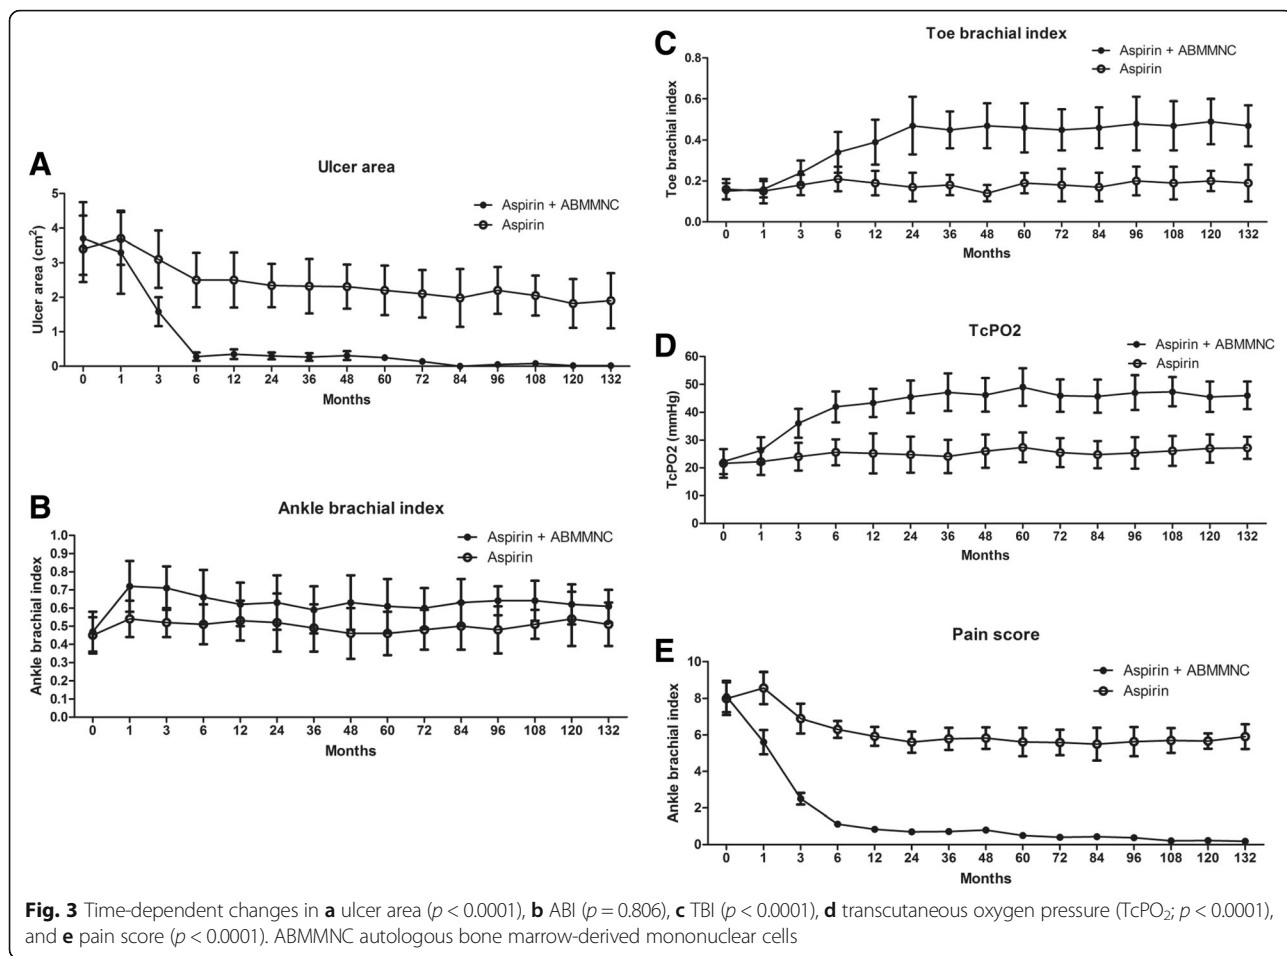 A
Ulcer area
Aspirin + ABMMNC
Aspirin
Ulcer area (cm²)
5
4
3
2
1
0
0 1 3 6 12 24 36 48 60 72 84 96 108 120 132
Months
B
Ankle brachial index
Aspirin + ABMMNC
Aspirin
Ankle brachial index
1.0
0.9
0.8
0.7
0.6
0.5
0.4
0.3
0.2
0.1
0.0
0 1 3 6 12 24 36 48 60 72 84 96 108 120 132
Months
C
Toe brachial index
Aspirin + ABMMNC
Aspirin
Toe brachial index
0.8
0.6
0.4
0.2
0.0
0 1 3 6 12 24 36 48 60 72 84 96 108 120 132
Months
D
TcPO2
Aspirin + ABMMNC
Aspirin
TcPO2 (mmHg)
60
50
40
30
20
10
0
0 1 3 6 12 24 36 48 60 72 84 96 108 120 132
Months
E
Pain score
Aspirin + ABMMNC
Aspirin
Ankle brachial index
10
8
6
4
2
0
0 1 3 6 12 24 36 48 60 72 84 96 108 120 132
Months
Fig. 3 Time-dependent changes in a ulcer area (p < 0.0001), b ABI (p = 0.806), c TBI (p < 0.0001), d transcutaneous oxygen pressure (TcPO₂; p < 0.0001),
and e pain score (p < 0.0001). ABMMNC autologous bone marrow-derived mononuclear cells